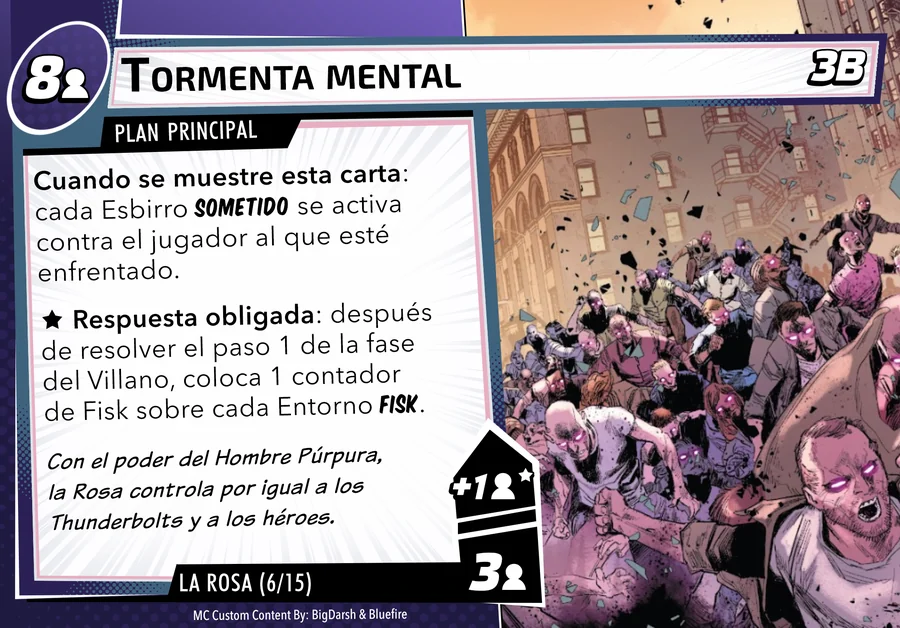 8
TORMENTA MENTAL
3B
PLAN PRINCIPAL
Cuando se muestre esta carta:
cada Esbirro SOMETIDO se activa
contra el jugador al que esté
enfrentado.
★ Respuesta obligada: después
de resolver el paso 1 de la fase
del Villano, coloca 1 contador
de Fisk sobre cada Entorno FISK.
Con el poder del Hombre Púrpura,
la Rosa controla por igual a los
Thunderbolts y a los héroes.
+1★
3
LA ROSA (6/15)
MC Custom Content By: BigDarsh & Bluefire